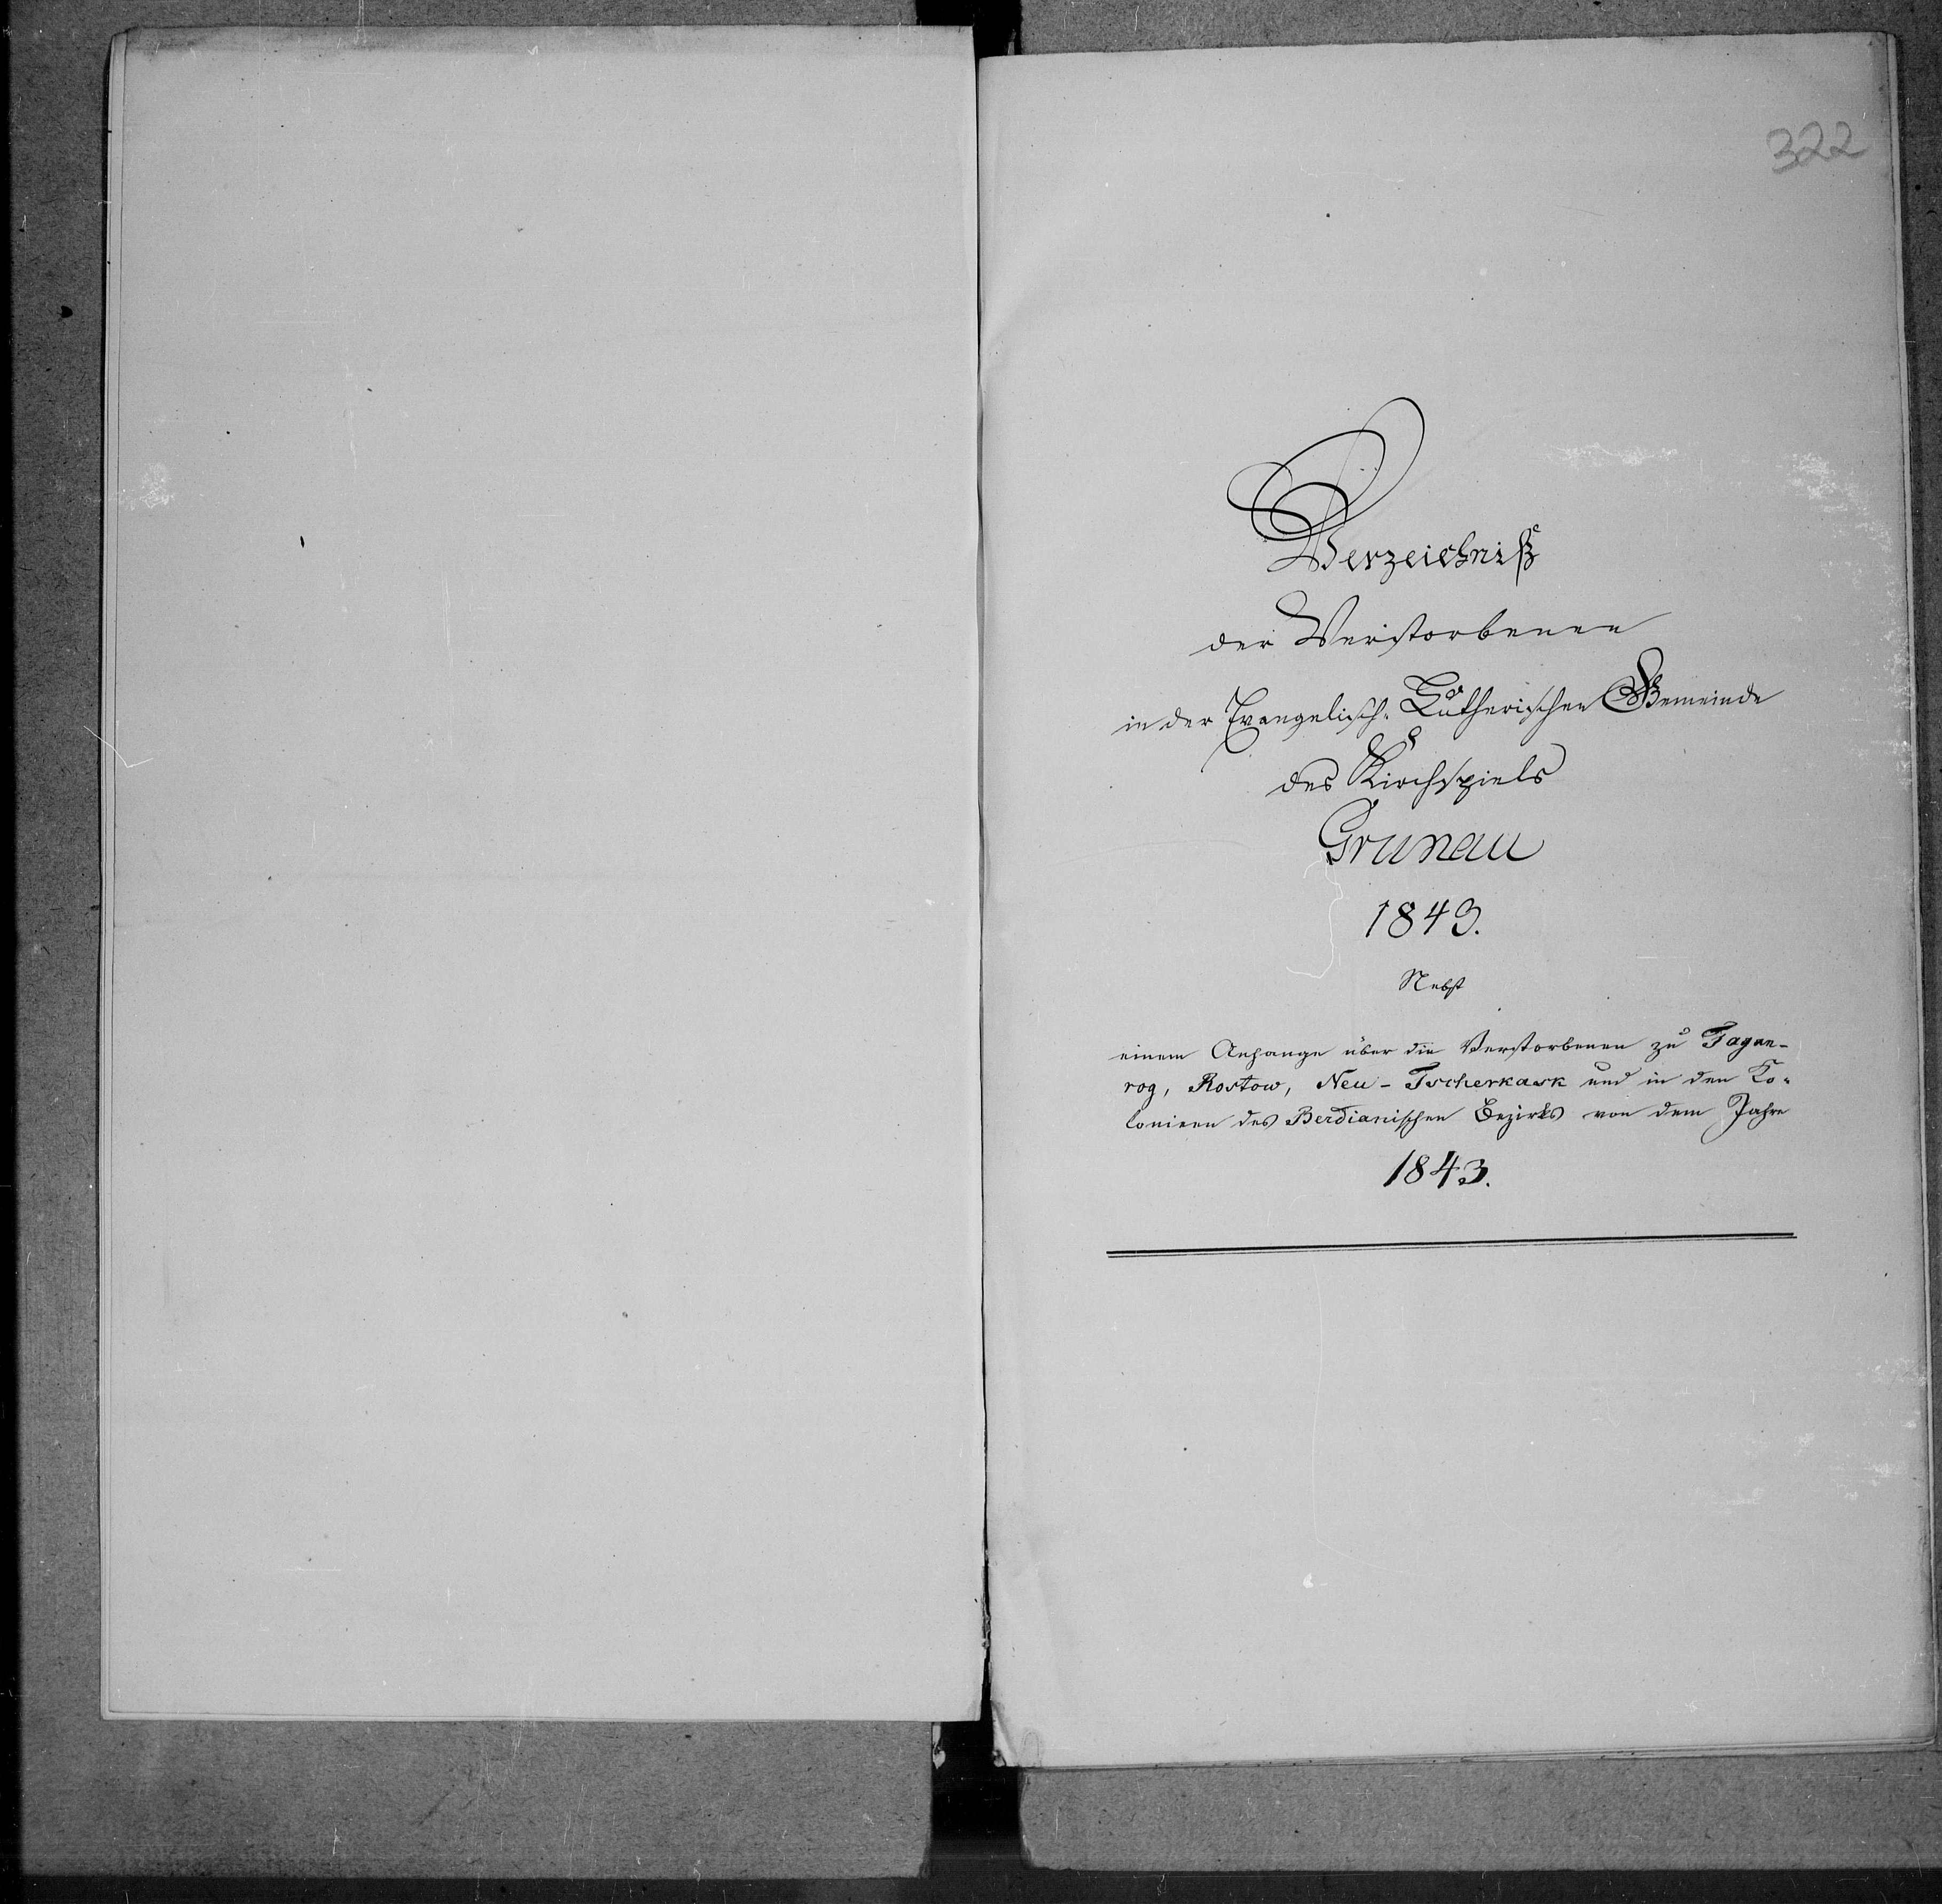 322
Verzeichniß
der Verstorbenen
in der Evangelisch-Lutherischen Gemeinde
des Kirchspiels
Grunau
1843.
Nebst
einem Anhange über die Verstorbenen zu Tagan-
rog, Rostow, Neu-Tscherkask und in den Ko-
lonieen des Berdianischen Bezirks von dem Jahre
1843.